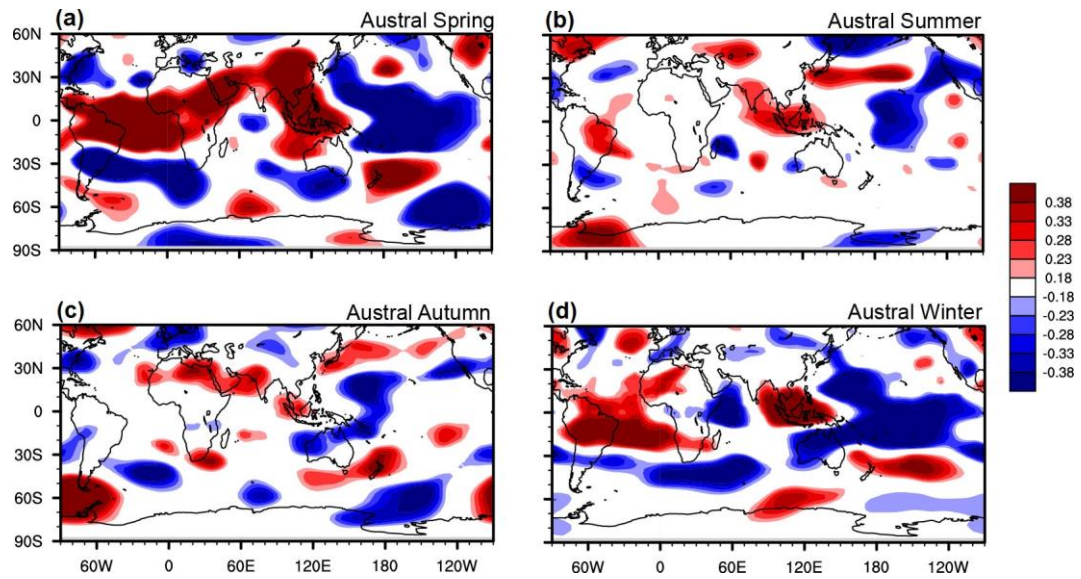 (a) Austral Spring (b) Austral Summer
60N
30N
0
30S
60S
90S
0.38
0.33
0.28
0.23
0.18
-0.18
-0.23
-0.28
-0.33
-0.38
(c) Austral Autumn (d) Austral Winter
60N
30N
0
30S
60S
90S
60W 0 60E 120E 180 120W 60W 0 60E 120E 180 120W